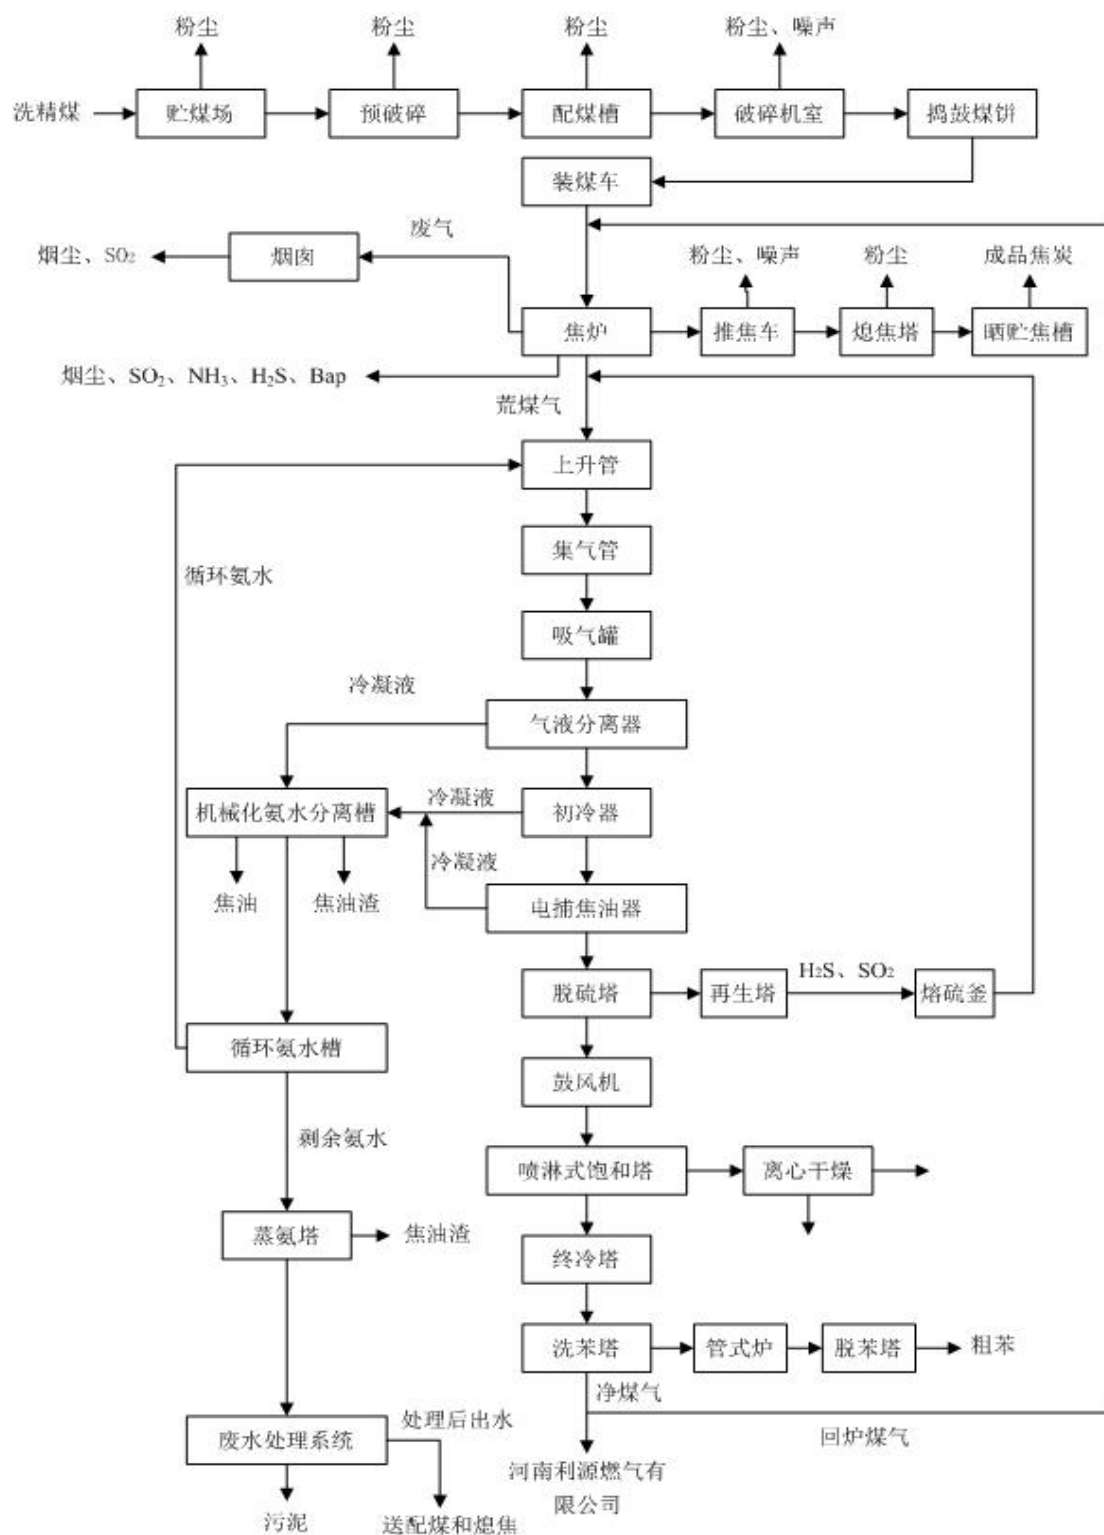 粉尘
粉尘
粉尘
粉尘、噪声
洗精煤
贮煤场
预破碎
配煤槽
破碎机室
捣鼓煤饼
装煤车
废气
烟尘、SO₂
烟囱
粉尘、噪声
粉尘
成品焦炭
焦炉
推焦车
熄焦塔
晒贮焦槽
烟尘、SO₂、NH₃、H₂S、Bap
荒煤气
上升管
集气管
循环氨水
吸气罐
冷凝液
气液分离器
机械化氨水分离槽
冷凝液
初冷器
冷凝液
焦油
焦油渣
电捕焦油器
H₂S、SO₂
脱硫塔
再生塔
熔硫釜
循环氨水槽
鼓风机
剩余氨水
喷淋式饱和塔
离心干燥
蒸氨塔
焦油渣
终冷塔
洗苯塔
管式炉
脱苯塔
粗苯
净煤气
处理后出水
回炉煤气
废水处理系统
河南利源燃气有
限公司
污泥
送配煤和熄焦